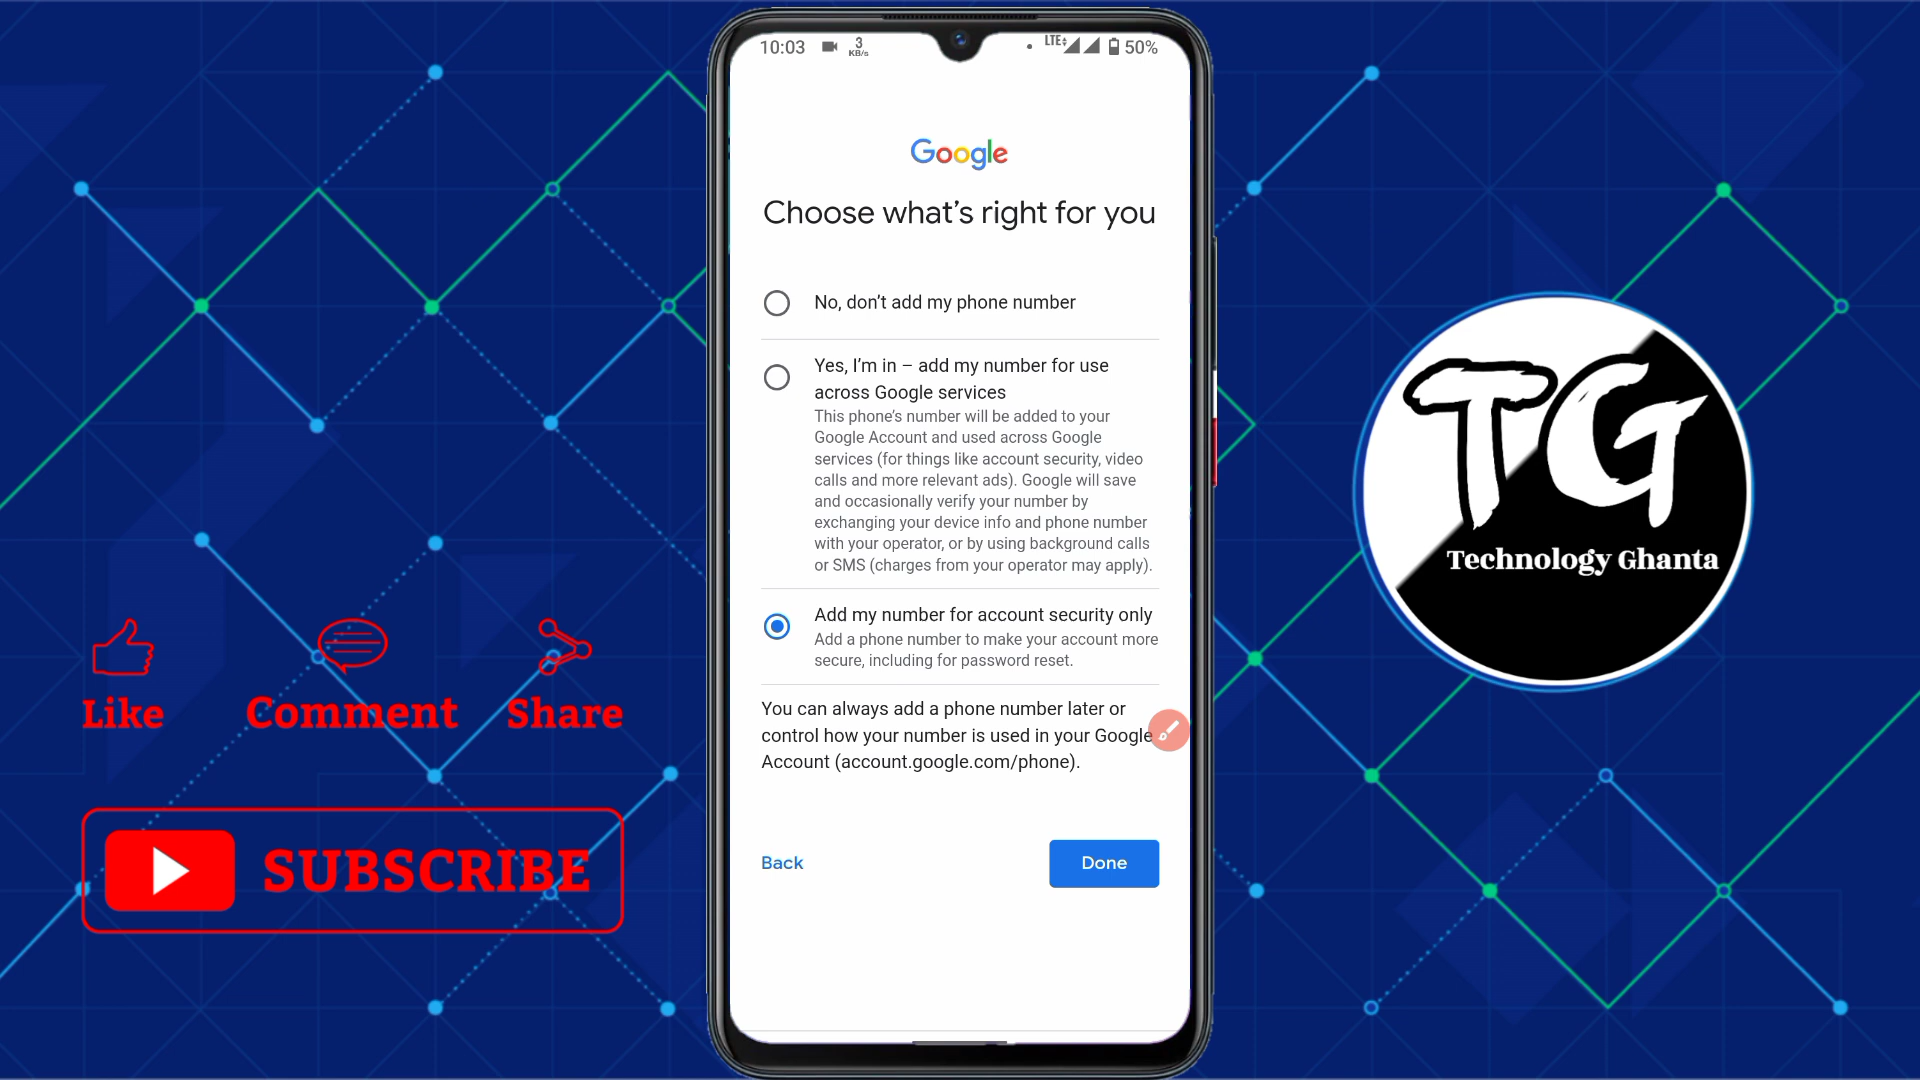 10:03
3
KB/s
LTE
50%
Google
Choose what's right for you
No, don't add my phone number
Yes, I'm in – add my number for use
across Google services
This phone's number will be added to your
Google Account and used across Google
services (for things like account security, video
calls and more relevant ads). Google will save
and occasionally verify your number by
exchanging your device info and phone number
with your operator, or by using background calls
or SMS (charges from your operator may apply).
Add my number for account security only
Add a phone number to make your account more
secure, including for password reset.
You can always add a phone number later or
control how your number is used in your Google
Account (account.google.com/phone).
Back
Done
Like
Comment
Share
SUBSCRIBE
TG
Technology Ghanta